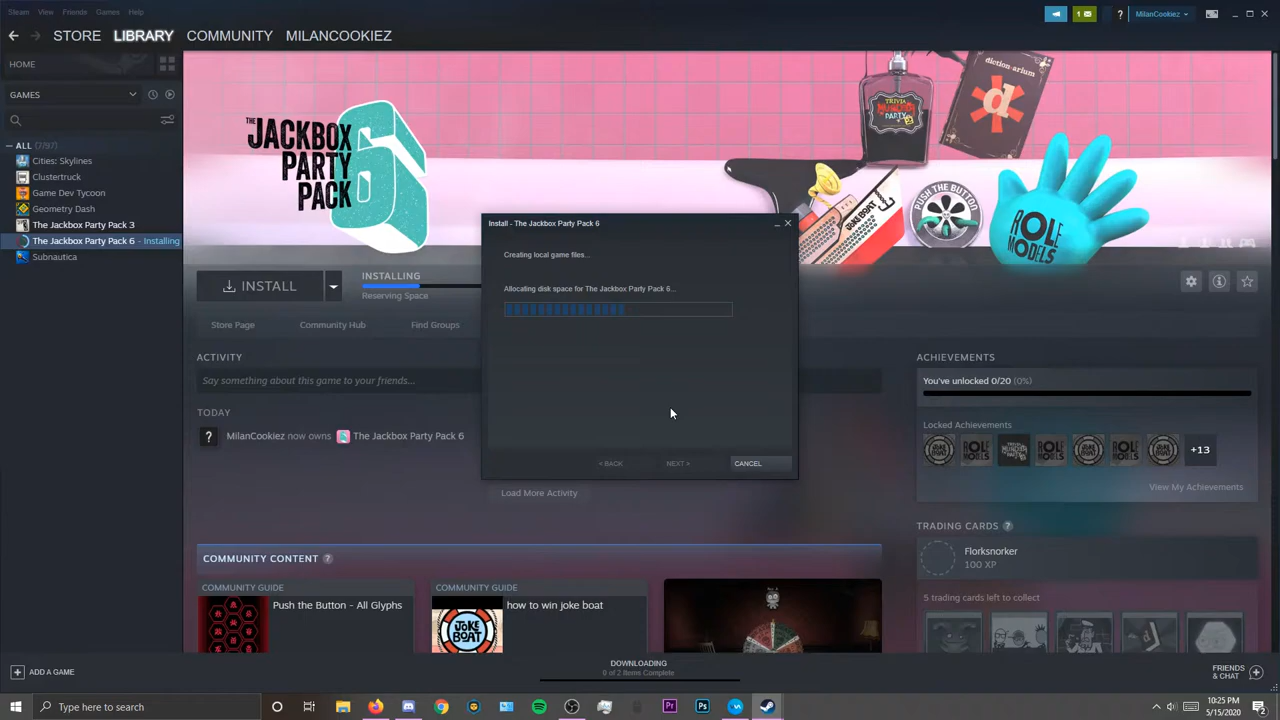 Steam View Friends Games Help
1
?
MilanCookiez
STORE LIBRARY COMMUNITY MILANCOOKIEZ
HOME
GAMES
ALL
Cities: Skylines
Clustertruck
Game Dev Tycoon
Geometry Dash
The Jackbox Party Pack 3
The Jackbox Party Pack 6 - Installing
Subnautica
THE
JACKBOX
PARTY
PACK
6
TRIVIA
MURDER
PARTY 2
diction-arium
d
JOKE BOAT
PUSH THE BUTTON
ROLE
MODELS
INSTALL
INSTALLING
Reserving Space
Store Page
Community Hub
Find Groups
Install - The Jackbox Party Pack 6
Creating local game files...
Allocating disk space for The Jackbox Party Pack 6...
< BACK
NEXT >
CANCEL
ACTIVITY
Say something about this game to your friends...
TODAY
? MilanCookiez now owns The Jackbox Party Pack 6
Load More Activity
COMMUNITY CONTENT ?
COMMUNITY GUIDE
Push the Button - All Glyphs
COMMUNITY GUIDE
how to win joke boat
JOKE
BOAT
ACHIEVEMENTS
You've unlocked 0/20 (0%)
Locked Achievements
+13
View My Achievements
TRADING CARDS ?
Florksnorker
100 XP
5 trading cards left to collect
ADD A GAME
DOWNLOADING
0 of 2 Items Complete
FRIENDS
& CHAT
Type here to search
Pr
Ps
10:25 PM
5/15/2020
2